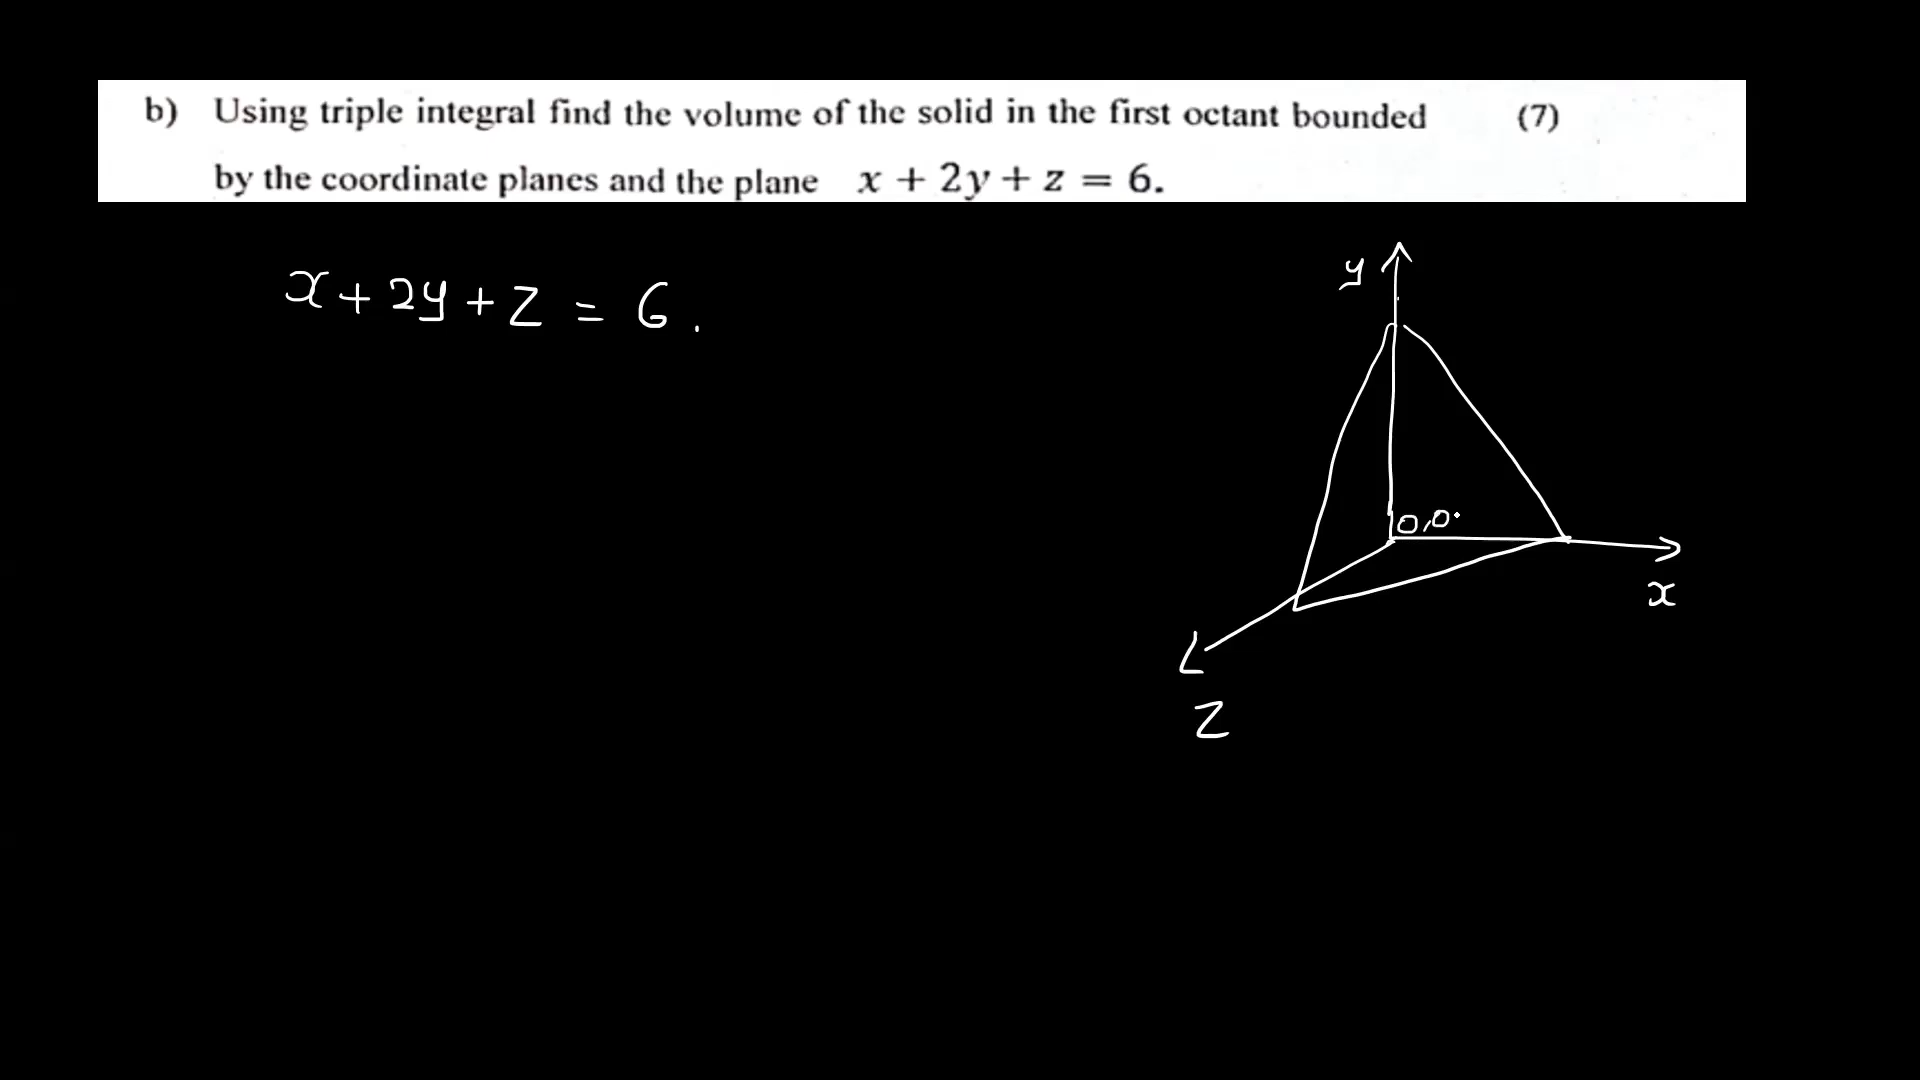 b) Using triple integral find the volume of the solid in the first octant bounded (7)
by the coordinate planes and the plane x + 2y + z = 6.
x + 2y + z = 6.
y
0,0
x
z